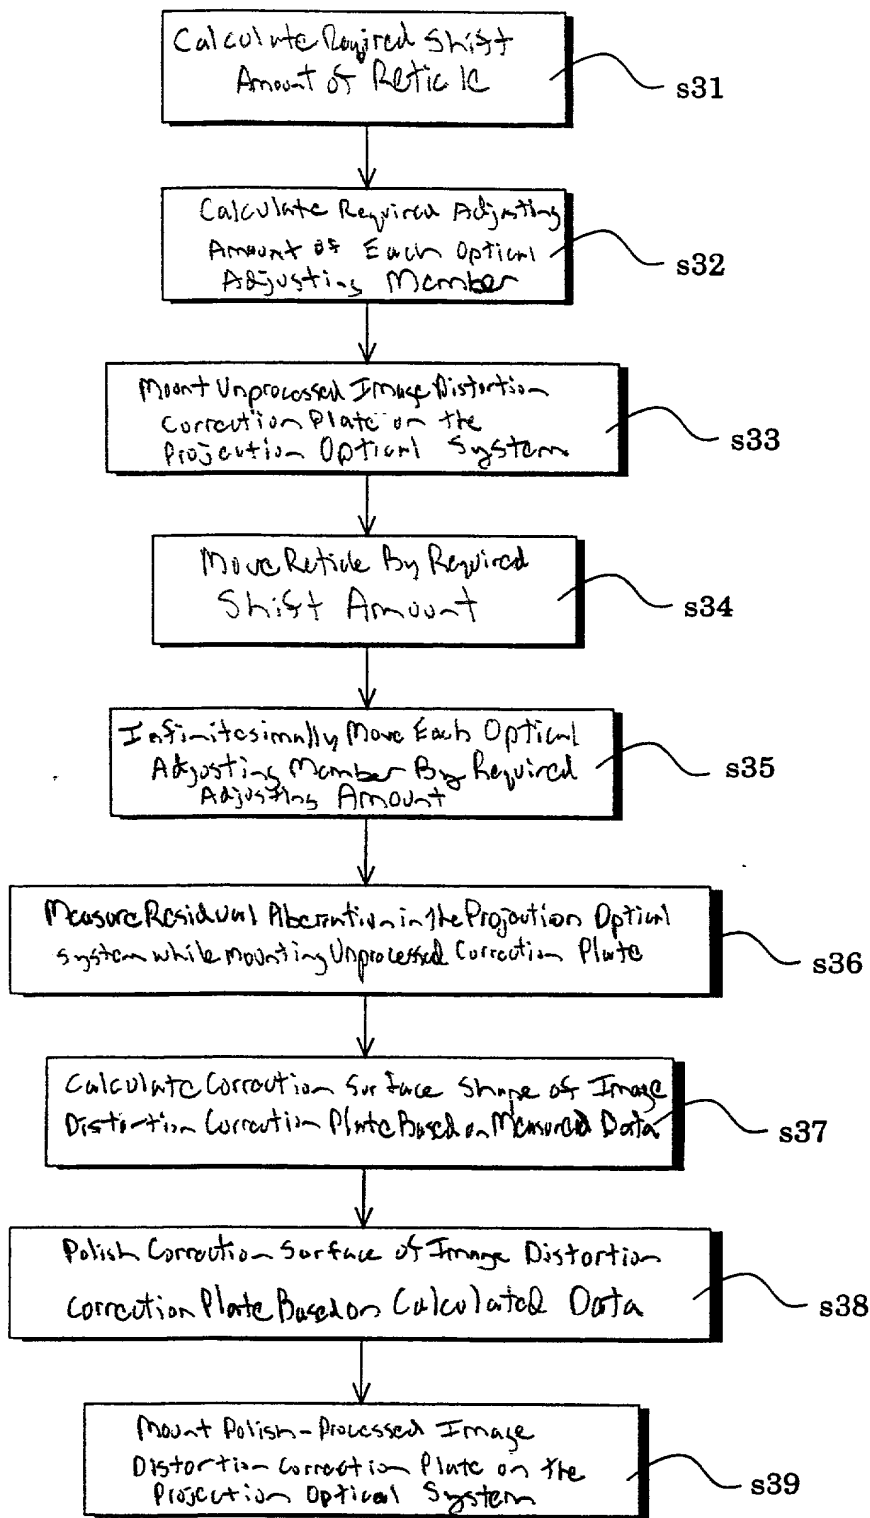 Calculate Required Shift
Amount of Reticle
s31
Calculate Required Adjusting
Amount of Each Optical
Adjusting Member
s32
Mount Unprocessed Image Distortion
Correction Plate on the
Projection Optical System
s33
Move Reticle By Required
Shift Amount
s34
Infinitesimally Move Each Optical
Adjusting Member By Required
Adjusting Amount
s35
Measure Residual Aberration in the Projection Optical
System while mounting Unprocessed Correction Plate
s36
Calculate Correction Surface Shape of Image
Distortion Correction Plate Based on Measured Data
s37
Polish Correction Surface of Image Distortion
Correction Plate Based on Calculated Data
s38
Mount Polish-Processed Image
Distortion Correction Plate on the
Projection Optical System
s39